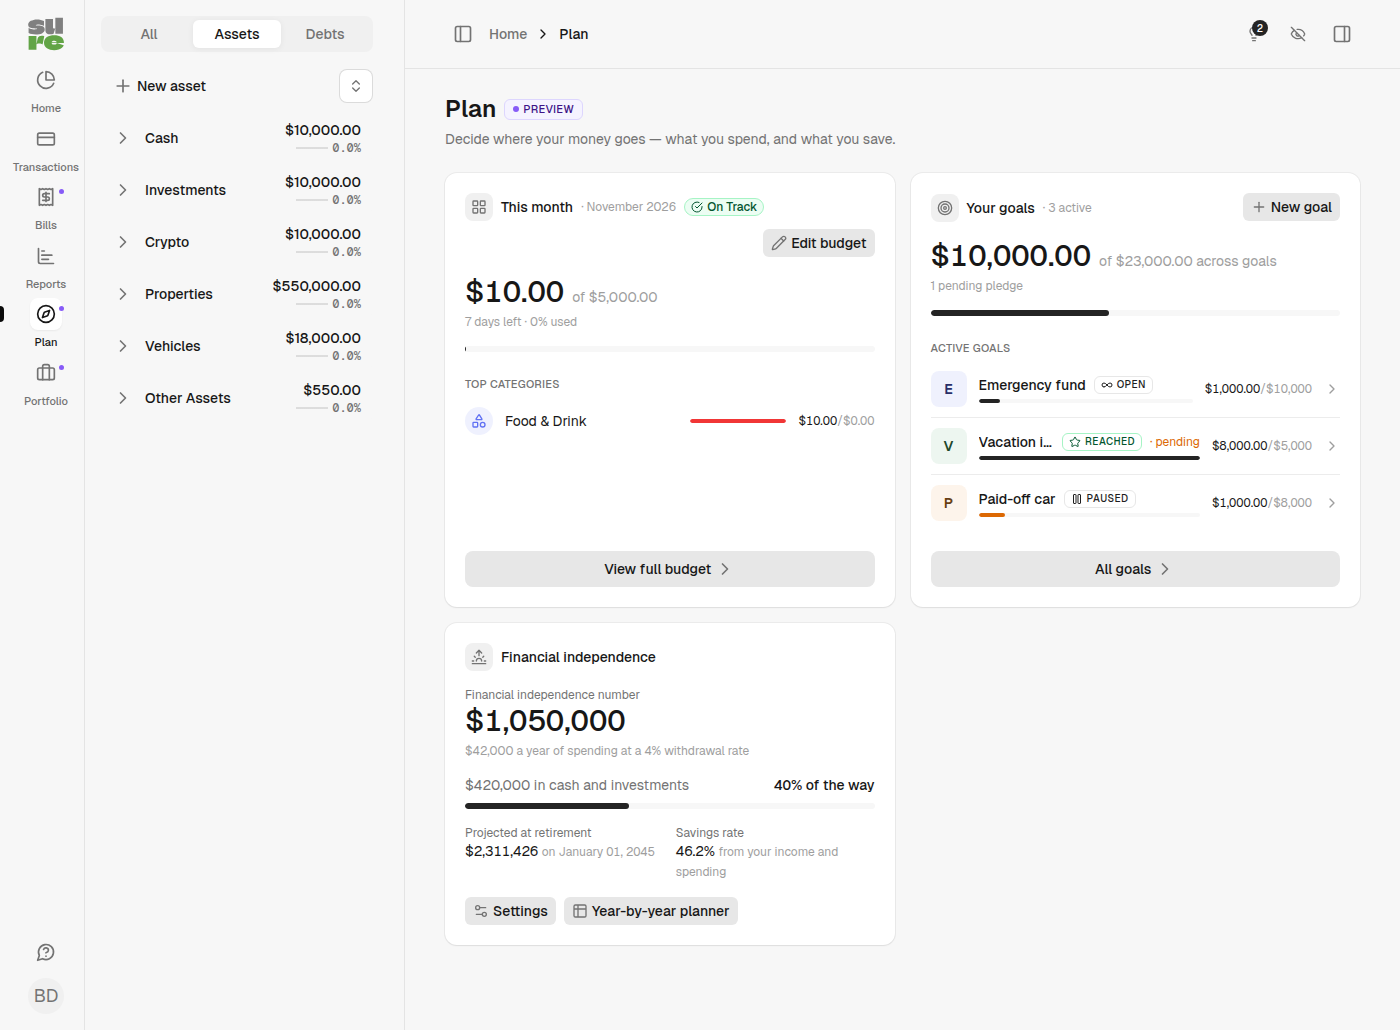 sure
Home
Transactions
Bills
Reports
Plan
Portfolio
BD
All
Assets
Debts
New asset
Cash
$10,000.00
0.0%
Investments
$10,000.00
0.0%
Crypto
$10,000.00
0.0%
Properties
$550,000.00
0.0%
Vehicles
$18,000.00
0.0%
Other Assets
$550.00
0.0%
Home
Plan
2
Plan
PREVIEW
Decide where your money goes — what you spend, and what you save.
This month · November 2026 On Track
Edit budget
$10.00 of $5,000.00
7 days left · 0% used
TOP CATEGORIES
Food & Drink
$10.00/$0.00
View full budget
Your goals · 3 active
New goal
$10,000.00 of $23,000.00 across goals
1 pending pledge
ACTIVE GOALS
E Emergency fund OPEN $1,000.00/$10,000
V Vacation i... REACHED · pending $8,000.00/$5,000
P Paid-off car PAUSED $1,000.00/$8,000
All goals
Financial independence
Financial independence number
$1,050,000
$42,000 a year of spending at a 4% withdrawal rate
$420,000 in cash and investments
40% of the way
Projected at retirement
$2,311,426 on January 01, 2045
Savings rate
46.2% from your income and
spending
Settings
Year-by-year planner